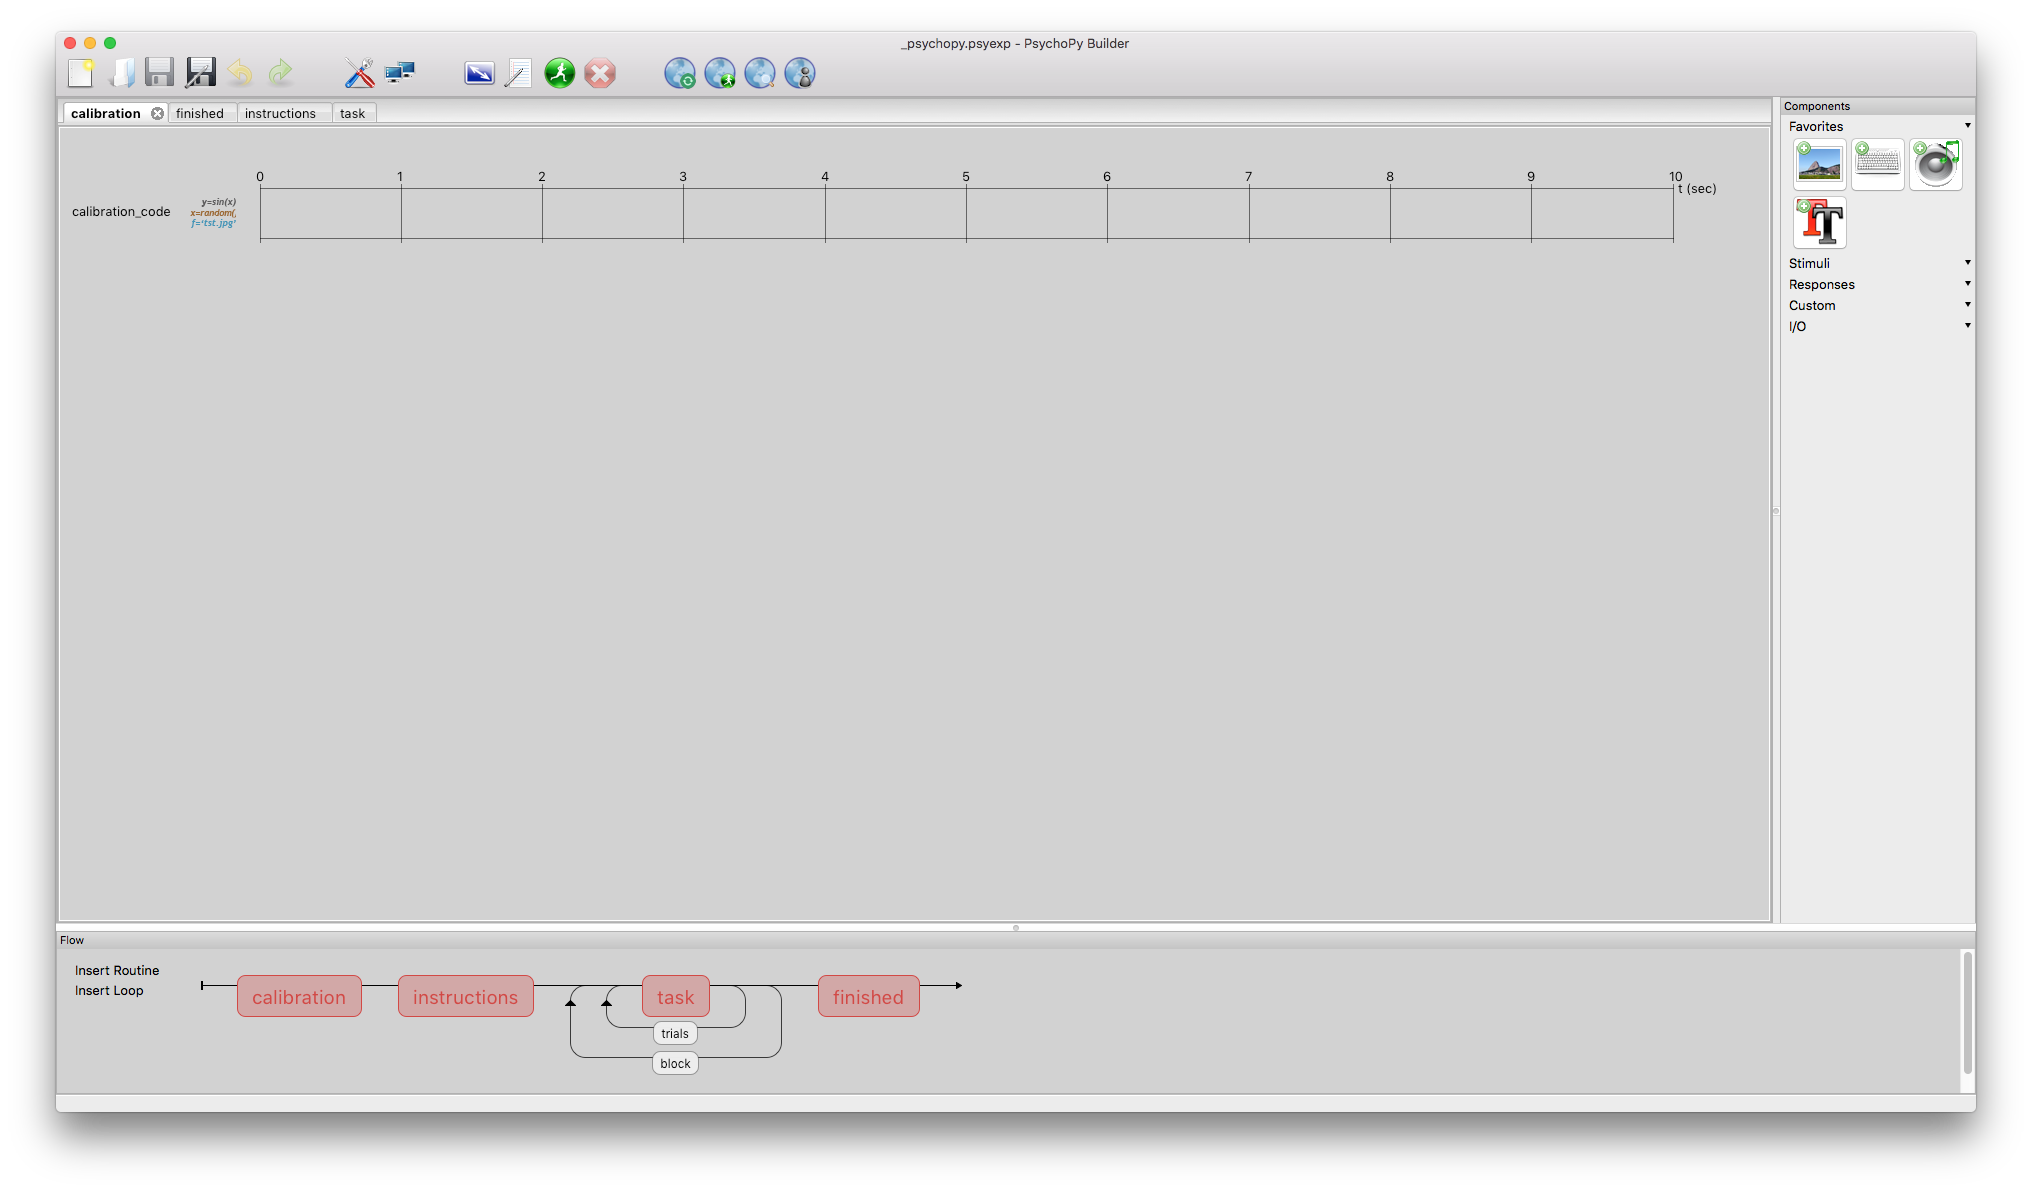 _psychopy.psyexp - PsychoPy Builder
calibration finished instructions task
Components
Favorites
0 1 2 3 4 5 6 7 8 9 10
t (sec)
calibration_code
y=sin(x)
x=random(,
f='tst.jpg'
Stimuli
Responses
Custom
I/O
Flow
Insert Routine
Insert Loop
calibration instructions task finished
trials
block